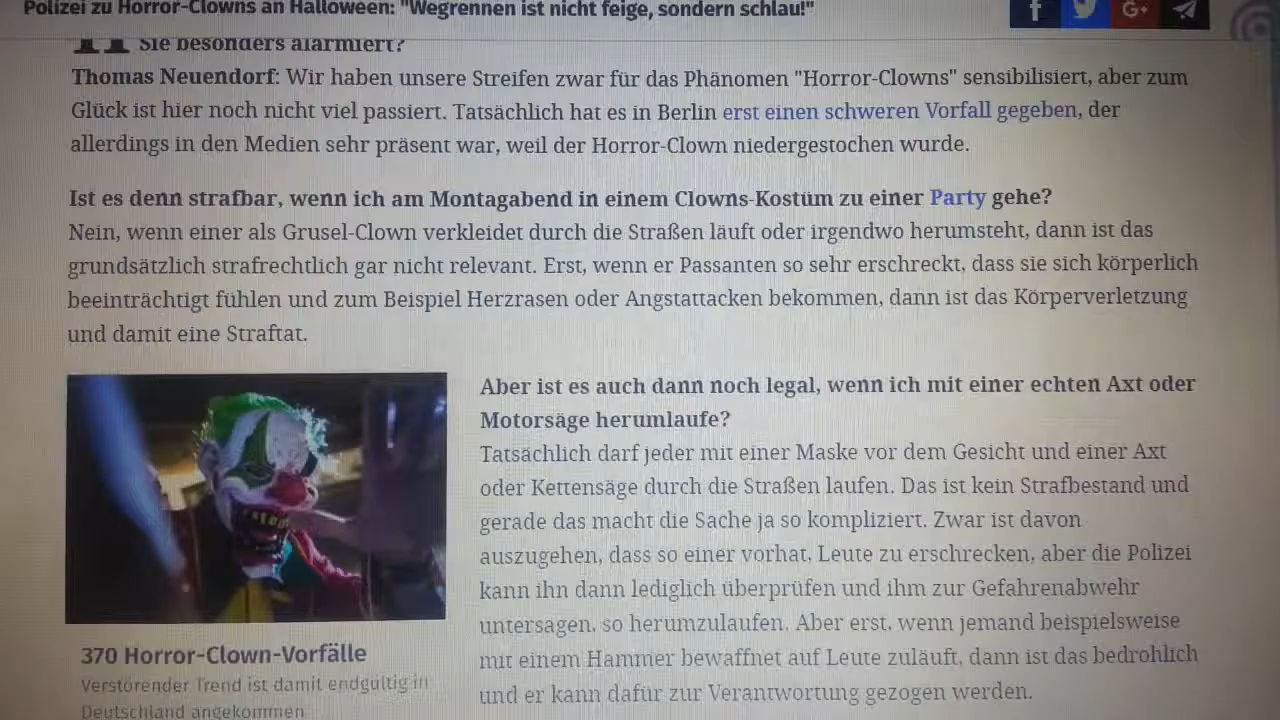 Polizei zu Horror-Clowns an Halloween: "Wegrennen ist nicht feige, sondern schlau!"
Sie besonders alarmiert?
Thomas Neuendorf: Wir haben unsere Streifen zwar für das Phänomen "Horror-Clowns" sensibilisiert, aber zum
Glück ist hier noch nicht viel passiert. Tatsächlich hat es in Berlin erst einen schweren Vorfall gegeben, der
allerdings in den Medien sehr präsent war, weil der Horror-Clown niedergestochen wurde.
Ist es denn strafbar, wenn ich am Montagabend in einem Clowns-Kostüm zu einer Party gehe?
Nein, wenn einer als Grusel-Clown verkleidet durch die Straßen läuft oder irgendwo herumsteht, dann ist das
grundsätzlich strafrechtlich gar nicht relevant. Erst, wenn er Passanten so sehr erschreckt, dass sie sich körperlich
beeinträchtigt fühlen und zum Beispiel Herzrasen oder Angstattacken bekommen, dann ist das Körperverletzung
und damit eine Straftat.
Aber ist es auch dann noch legal, wenn ich mit einer echten Axt oder
Motorsäge herumlaufe?
Tatsächlich darf jeder mit einer Maske vor dem Gesicht und einer Axt
oder Kettensäge durch die Straßen laufen. Das ist kein Strafbestand und
gerade das macht die Sache ja so kompliziert. Zwar ist davon
auszugehen, dass so einer vorhat, Leute zu erschrecken, aber die Polizei
kann ihn dann lediglich überprüfen und ihm zur Gefahrenabwehr
untersagen, so herumzulaufen. Aber erst, wenn jemand beispielsweise
mit einem Hammer bewaffnet auf Leute zuläuft, dann ist das bedrohlich
und er kann dafür zur Verantwortung gezogen werden.
370 Horror-Clown-Vorfälle
Verstörender Trend ist damit endgültig in
Deutschland angekommen